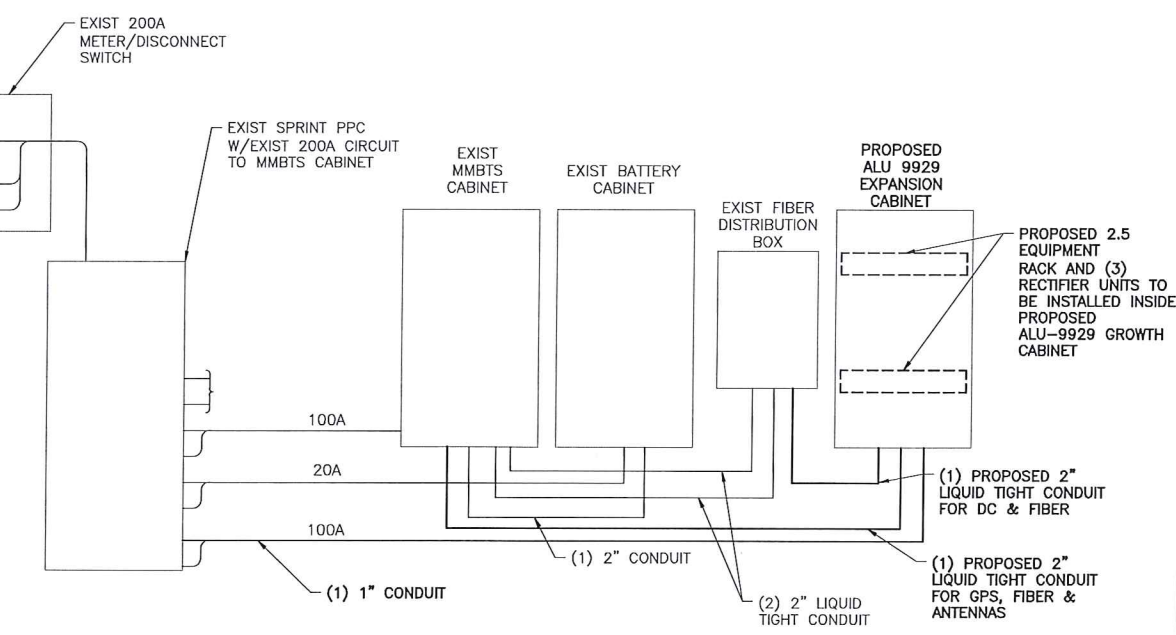 EXIST 200A
METER/DISCONNECT
SWITCH
EXIST SPRINT PPC
W/EXIST 200A CIRCUIT
TO MMBTS CABINET
EXIST
MMBTS
CABINET
EXIST BATTERY
CABINET
EXIST FIBER
DISTRIBUTION
BOX
PROPOSED
ALU 9929
EXPANSION
CABINET
PROPOSED 2.5
EQUIPMENT
RACK AND (3)
RECTIFIER UNITS TO
BE INSTALLED INSIDE
PROPOSED
ALU-9929 GROWTH
CABINET
100A
20A
100A
(1) 1" CONDUIT
(1) 2" CONDUIT
(2) 2" LIQUID
TIGHT CONDUIT
(1) PROPOSED 2"
LIQUID TIGHT CONDUIT
FOR DC & FIBER
(1) PROPOSED 2"
LIQUID TIGHT CONDUIT
FOR GPS, FIBER &
ANTENNAS